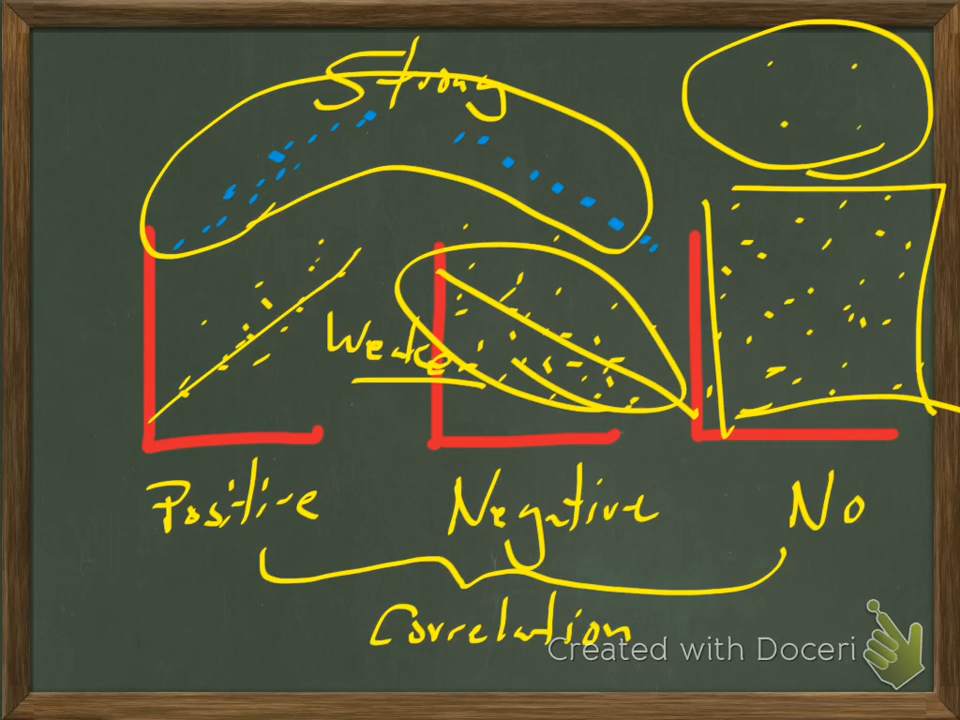 Strong
Weak
Positive Negative No
Correlation
Created with Doceri